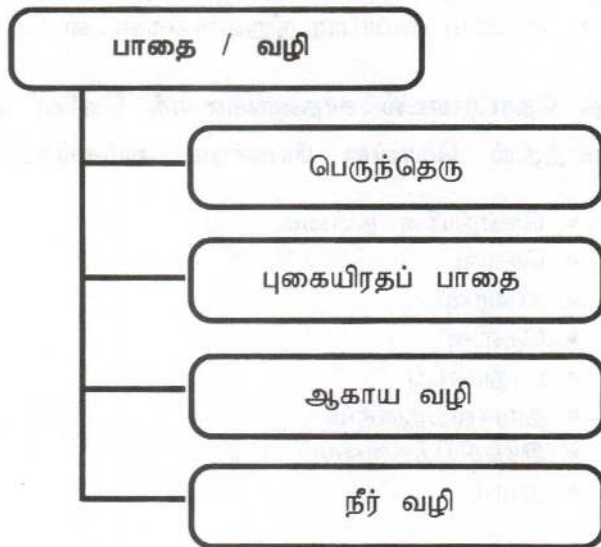 பாதை / வழி
பெருந்தெரு
புகையிரதப் பாதை
ஆகாய வழி
நீர் வழி